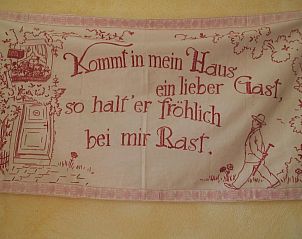 Kommt in mein Haus
ein lieber Gast,
so halt' er fröhlich
bei mir Rast.